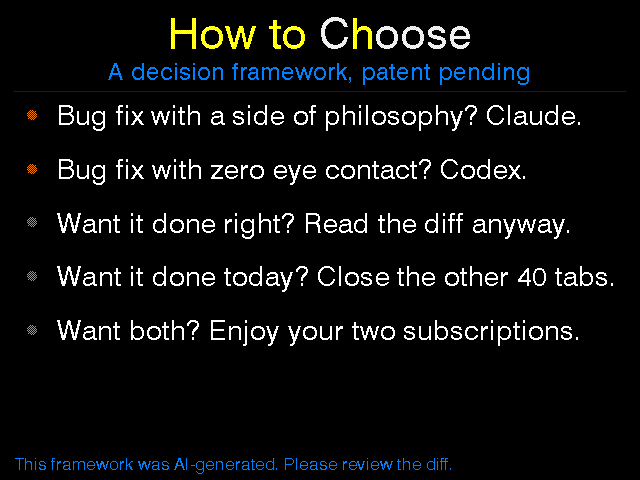 How to Choose
A decision framework, patent pending
Bug fix with a side of philosophy? Claude.
Bug fix with zero eye contact? Codex.
Want it done right? Read the diff anyway.
Want it done today? Close the other 40 tabs.
Want both? Enjoy your two subscriptions.
This framework was AI-generated. Please review the diff.